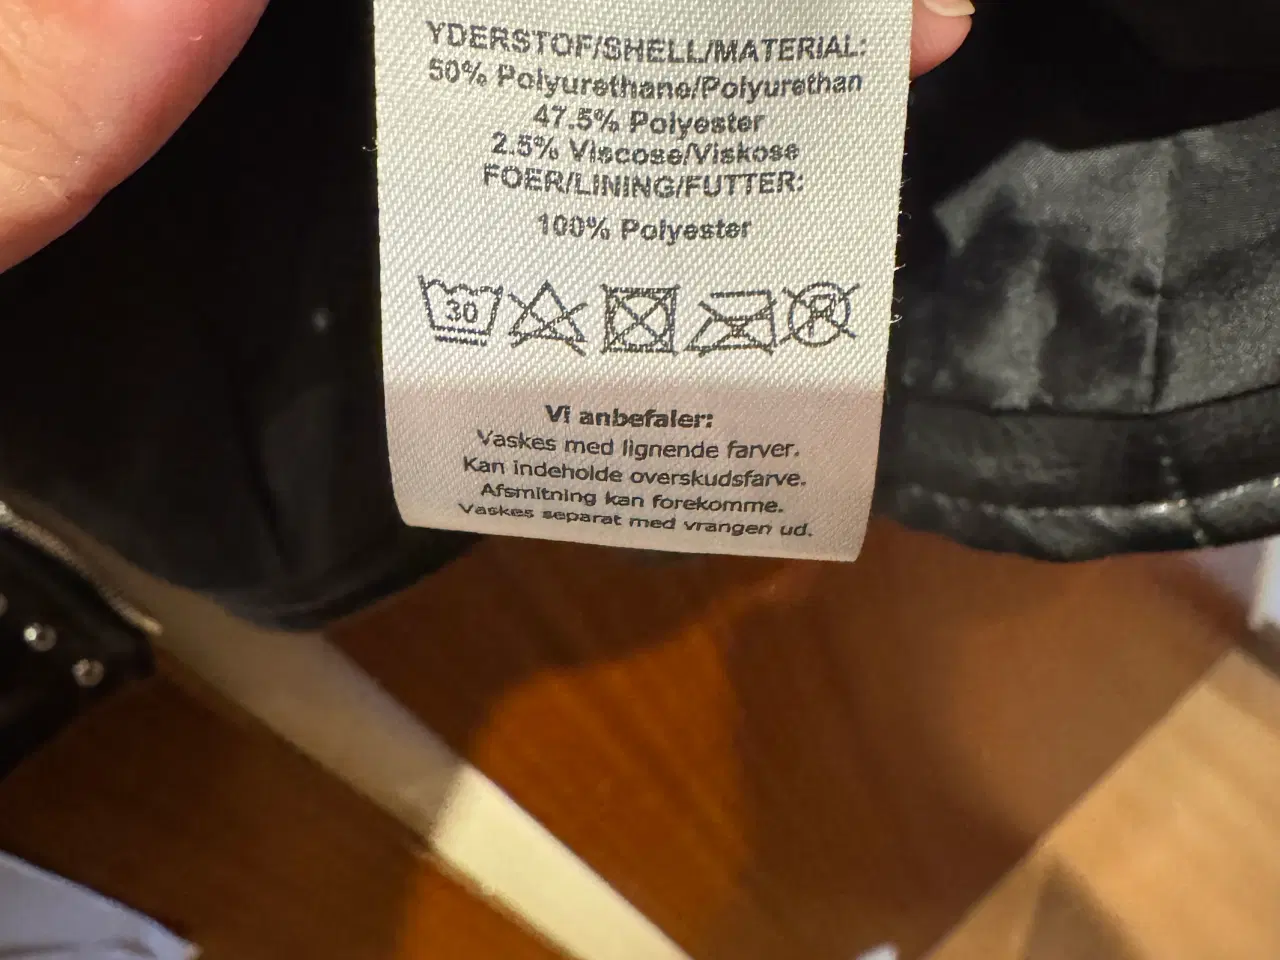 YDERSTOF/SHELL/MATERIAL:
50% Polyurethane/Polyurethan
47.5% Polyester
2.5% Viscose/Viskose
FOER/LINING/FUTTER:
100% Polyester
30
Vi anbefaler:
Vaskes med lignende farver.
Kan indeholde overskudsfarve.
Afsmitning kan forekomme.
Vaskes separat med vrangen ud.